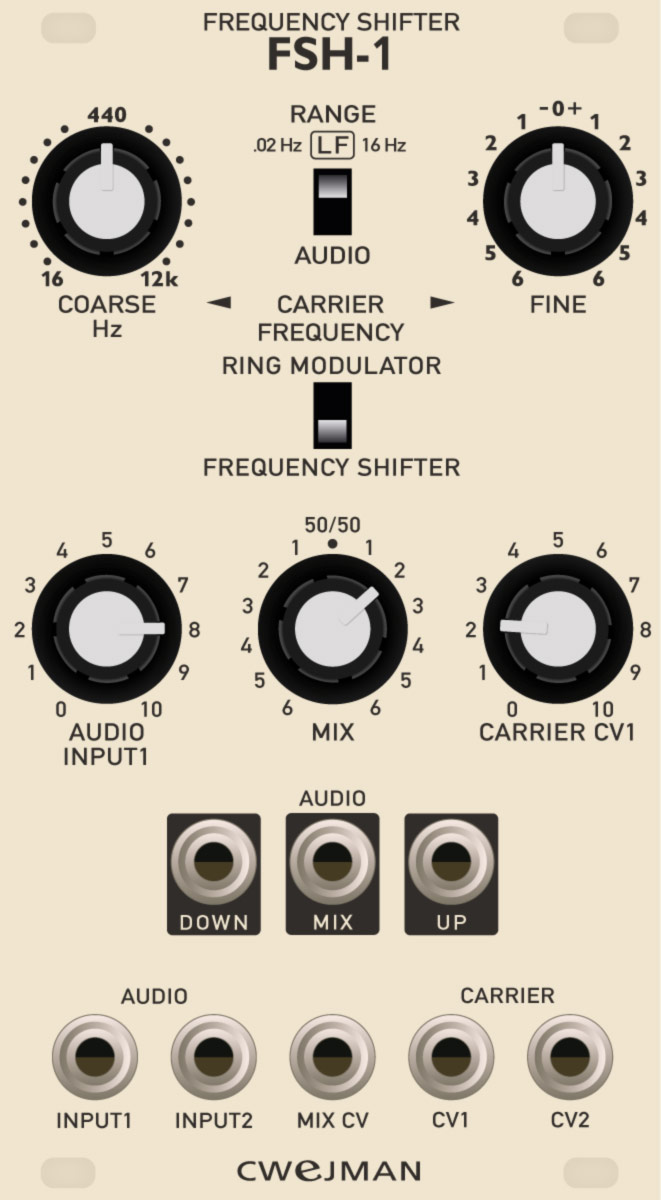 FREQUENCY SHIFTER
FSH-1
440
16
12k
COARSE
Hz
RANGE
.02 Hz LF 16 Hz
AUDIO
-0+
1 1
2 2
3 3
4 4
5 5
6 6
FINE
◄ CARRIER ►
FREQUENCY
RING MODULATOR
FREQUENCY SHIFTER
5
4 6
3 7
2 8
1 9
0 10
AUDIO
INPUT1
50/50
1 1
2 2
3 3
4 4
5 5
6 6
MIX
5
4 6
3 7
2 8
1 9
0 10
CARRIER CV1
AUDIO
DOWN MIX UP
AUDIO CARRIER
INPUT1 INPUT2 MIX CV CV1 CV2
CWeJMAN